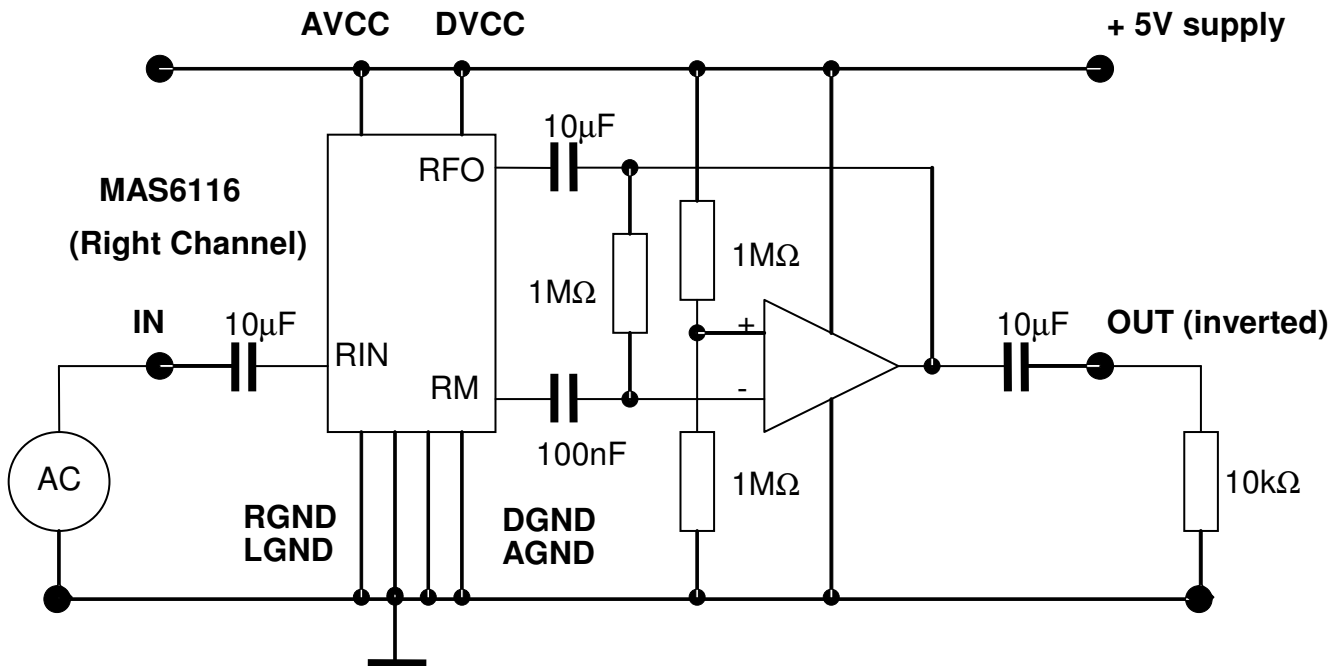 AVCC DVCC + 5V supply
10μF
RFO
MAS6116
(Right Channel)
1MΩ
1MΩ
IN
10μF
+
10μF
OUT (inverted)
RIN
RM
-
100nF
AC
1MΩ
10kΩ
RGND
LGND
DGND
AGND